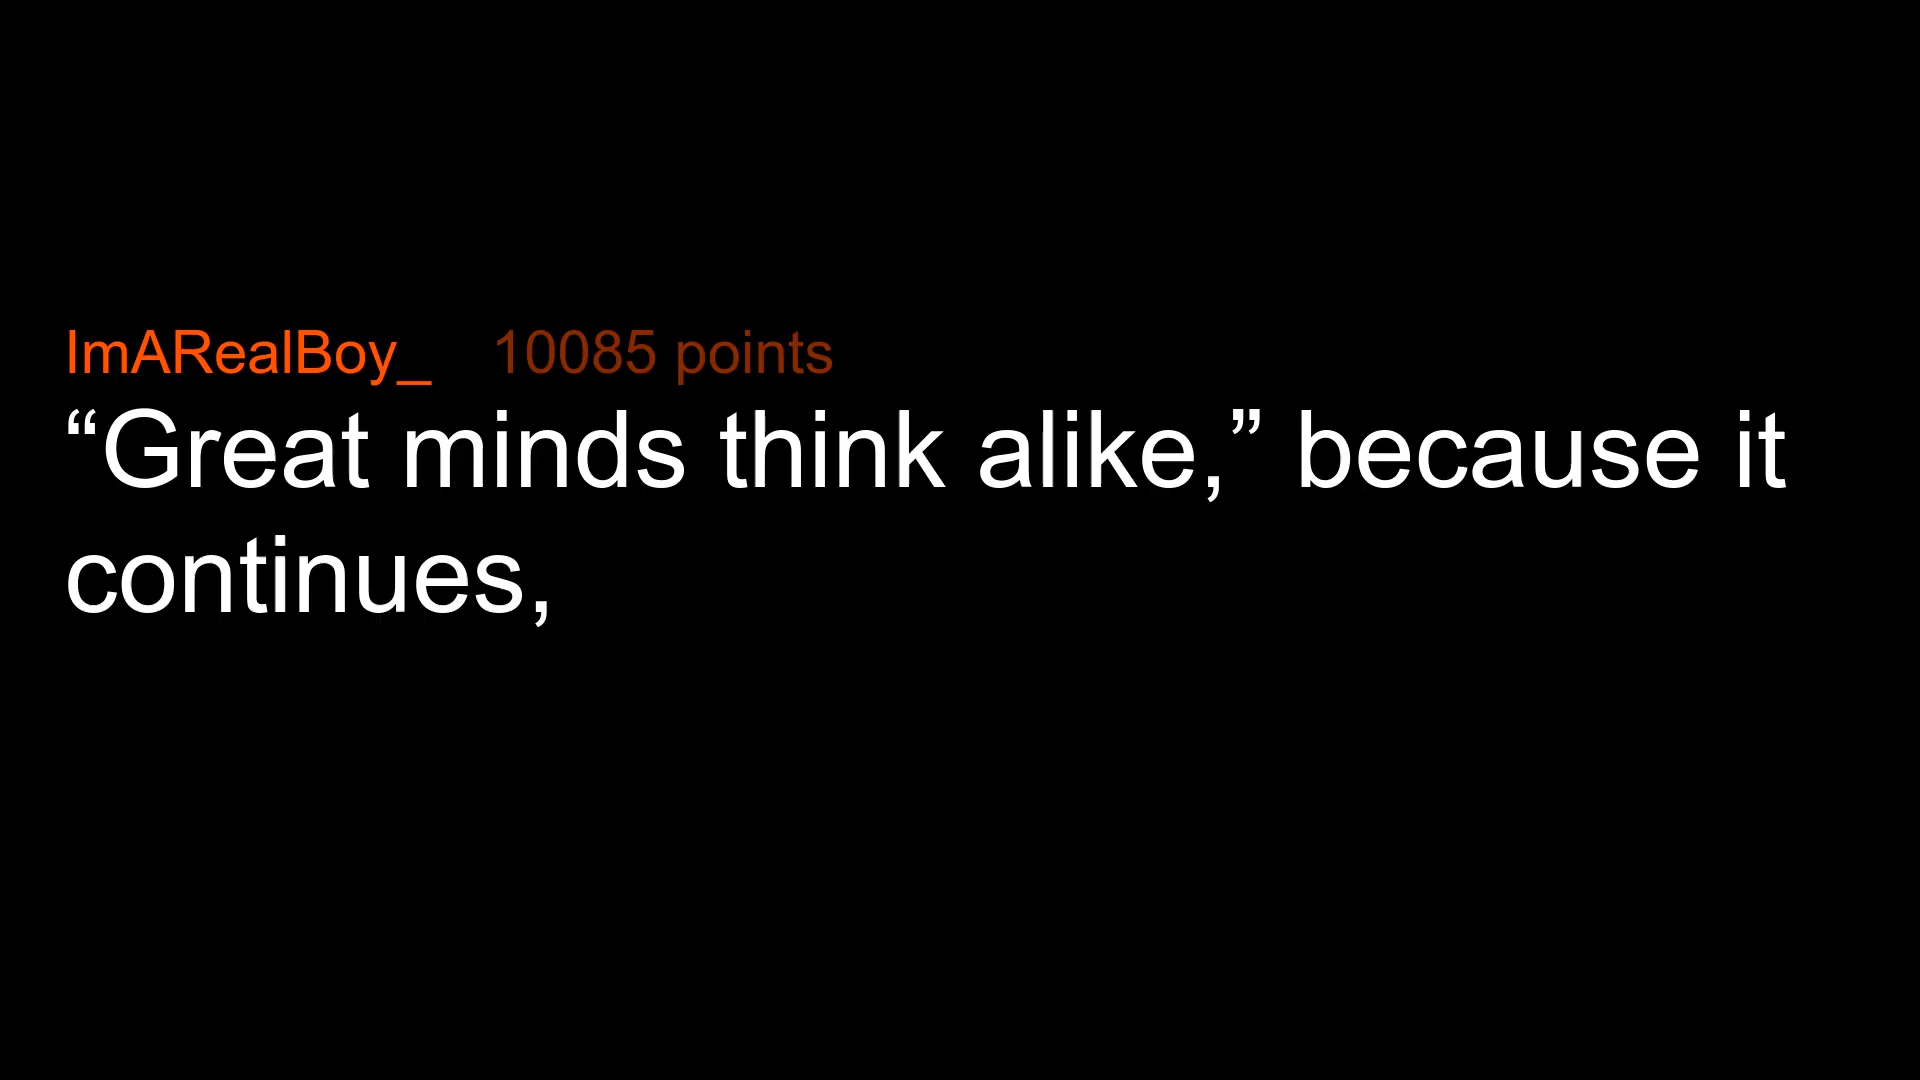 ImARealBoy_ 10085 points
“Great minds think alike,” because it
continues,